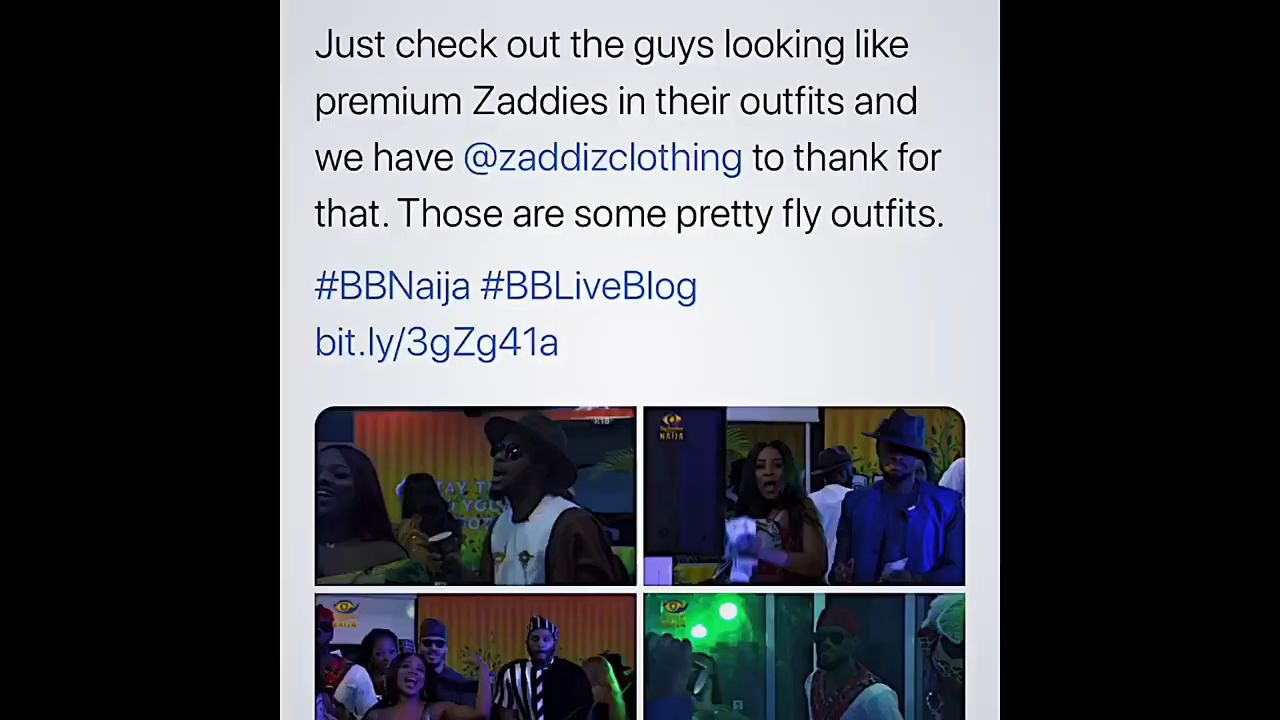 Just check out the guys looking like
premium Zaddies in their outfits and
we have @zaddizclothing to thank for
that. Those are some pretty fly outfits.
#BBNaija #BBLiveBlog
bit.ly/3gZg41a
NAIJA